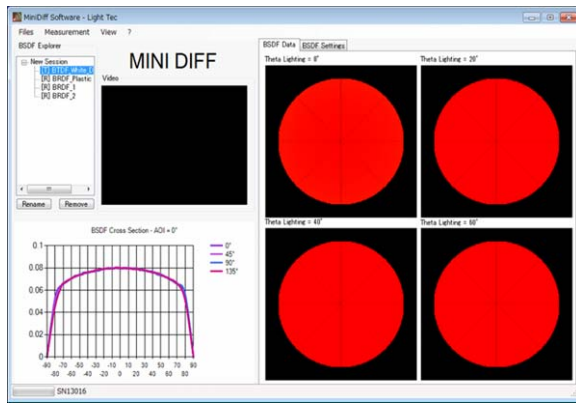 MiniDiff Software - Light Tec
Files Measurement View ?
BSDF Explorer
New Session
[T] BTDF_White_D
[R] BRDF_Plastic
[R] BRDF_1
[R] BRDF_2
Rename Remove
MINI DIFF
Video
BSDF Cross Section - AOI = 0°
0.1
0.08
0.06
0.04
0.02
0
-90 -70 -50 -30 -10 10 30 50 70 90
-80 -60 -40 -20 0 20 40 60 80
0°
45°
90°
135°
BSDF Data BSDF Settings
Theta Lighting = 0° Theta Lighting = 20°
Theta Lighting = 40° Theta Lighting = 60°
SN13016